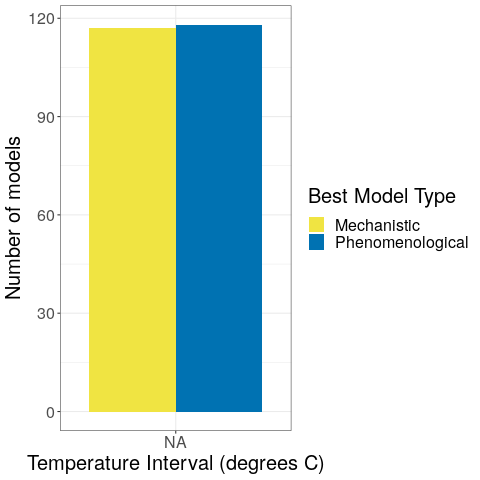 120
90
60
30
0
Number of models
NA
Temperature Interval (degrees C)
Best Model Type
Mechanistic
Phenomenological